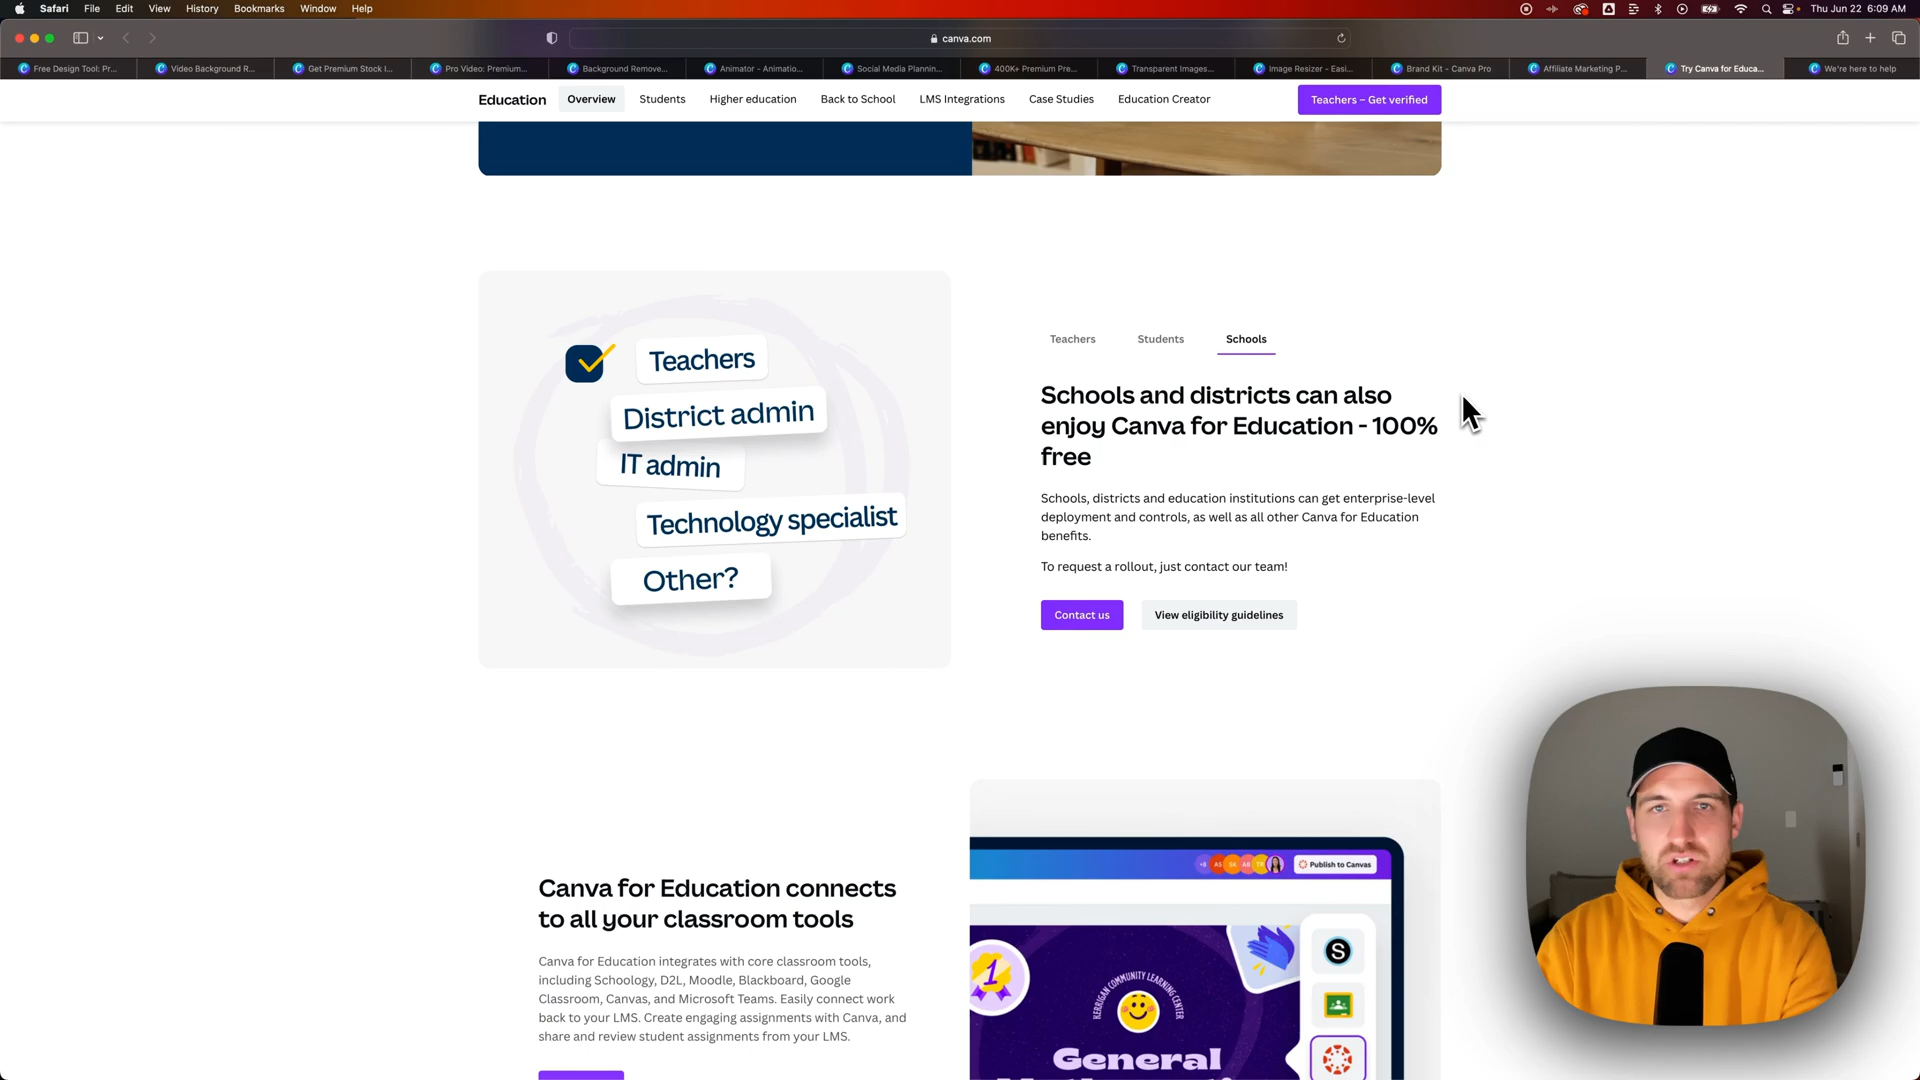 Safari File Edit View History Bookmarks Window Help
Thu Jun 22 6:09 AM
canva.com
Free Design Tool: Pr...
Video Background R...
Get Premium Stock I...
Pro Video: Premium...
Background Remove...
Animator - Animatio...
Social Media Plannin...
400K+ Premium Pre...
Transparent Images...
Image Resizer - Easi...
Brand Kit - Canva Pro
Affiliate Marketing P...
Try Canva for Educa...
We're here to help
Education
Overview
Students
Higher education
Back to School
LMS Integrations
Case Studies
Education Creator
Teachers – Get verified
Teachers
District admin
IT admin
Technology specialist
Other?
Teachers
Students
Schools
Schools and districts can also
enjoy Canva for Education - 100%
free
Schools, districts and education institutions can get enterprise-level
deployment and controls, as well as all other Canva for Education
benefits.
To request a rollout, just contact our team!
Contact us
View eligibility guidelines
Canva for Education connects
to all your classroom tools
Canva for Education integrates with core classroom tools,
including Schoology, D2L, Moodle, Blackboard, Google
Classroom, Canvas, and Microsoft Teams. Easily connect work
back to your LMS. Create engaging assignments with Canva, and
share and review student assignments from your LMS.
Publish to Canvas
1
KERRIGAN COMMUNITY LEARNING CENTER
General
S